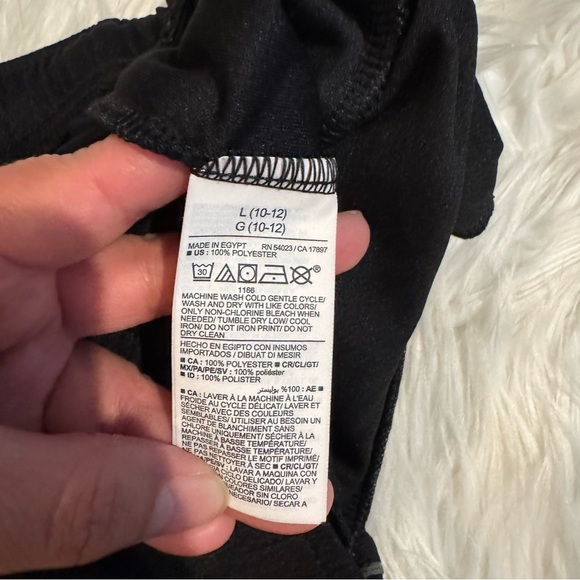 L (10-12)
G (10-12)
MADE IN EGYPT RN 54023 / CA 17897
■ US : 100% POLYESTER
30
®
1166
MACHINE WASH COLD GENTLE CYCLE/
WASH AND DRY WITH LIKE COLORS/
ONLY NON-CHLORINE BLEACH WHEN
NEEDED/ TUMBLE DRY LOW/ COOL
IRON/ DO NOT IRON PRINT/ DO NOT
DRY CLEAN
HECHO EN EGIPTO CON INSUMOS
IMPORTADOS / DIBUAT DI MESIR
■ CA : 100% POLYESTER ■ CR/CL/GT/
MX/PA/PE/SV : 100% poliéster
■ ID : 100% POLISTER
■ AE : 100% بوليستر
■ CA : LAVER À LA MACHINE À L'EAU
FROIDE AU CYCLE DÉLICAT/ LAVER ET
SÉCHER AVEC DES COULEURS
SEMBLABLES/ UTILISER AU BESOIN UN
AGENT DE BLANCHIMENT SANS
CHLORE UNIQUEMENT/ SÉCHER À LA
MACHINE À BASSE TEMPÉRATURE/
REPASSER À BASSE TEMPÉRATURE/
NE PAS REPASSER LE MOTIF IMPRIMÉ/
NE PAS NETTOYER À SEC ■ CR/CL/GT/
PA/PE/SV : LAVAR A MAQUINA CON
CICLO DELICADO/ LAVAR Y
COLORES SIMILARES/
SIN CLORO
NECESARIO/ SECAR A